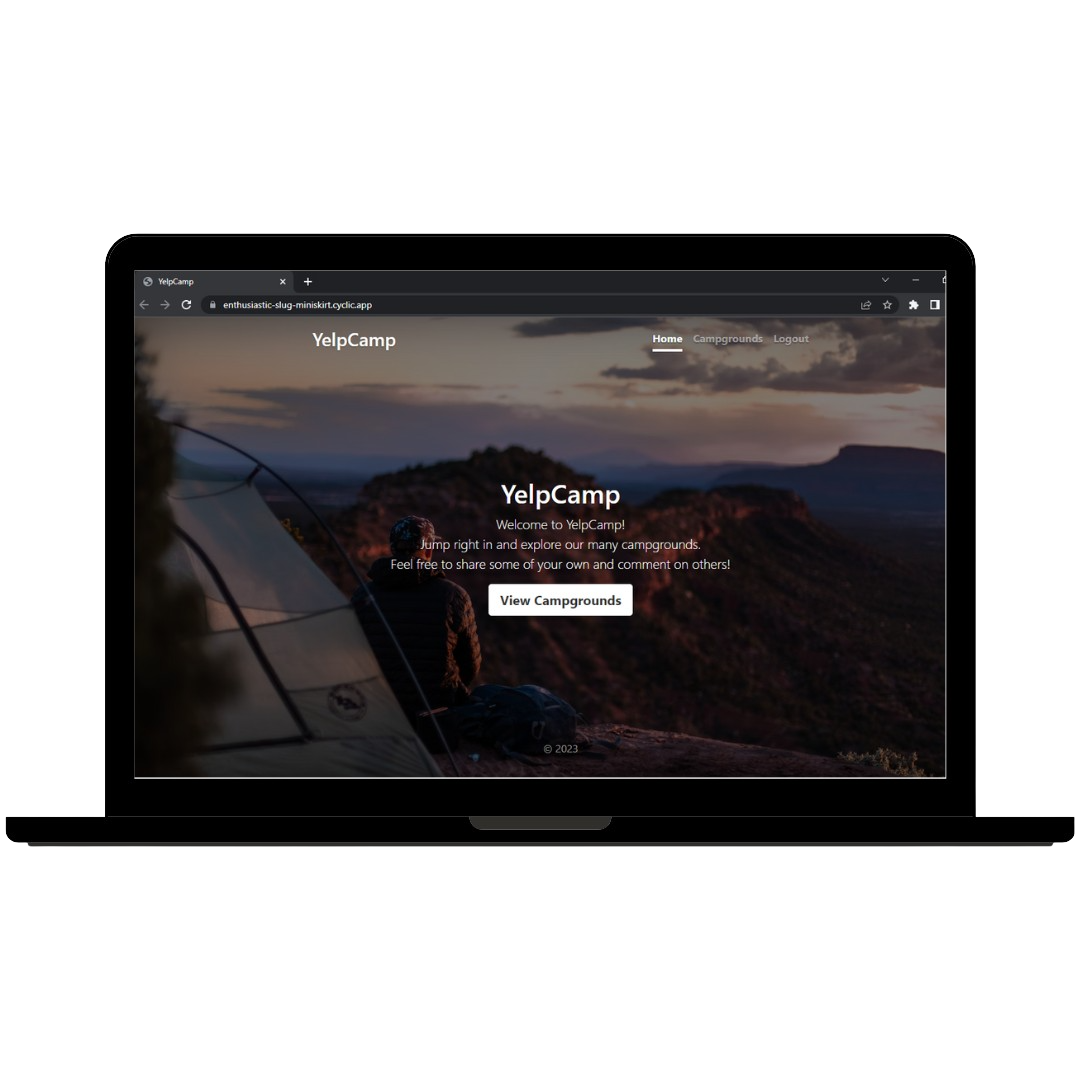 YelpCamp
enthusiastic-slug-miniskirt.cyclic.app
YelpCamp
Home Campgrounds Logout
YelpCamp
Welcome to YelpCamp!
Jump right in and explore our many campgrounds.
Feel free to share some of your own and comment on others!
View Campgrounds
© 2023